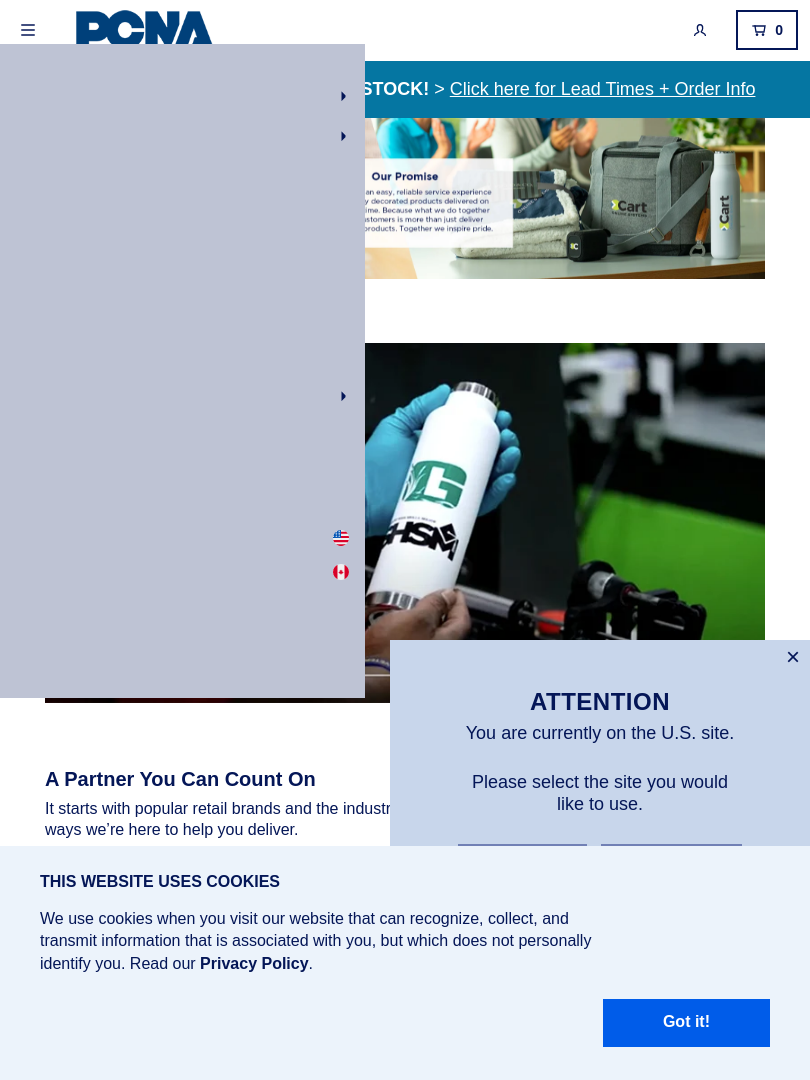 PCNA
0
STOCK! > Click here for Lead Times + Order Info
Our Promise
an easy, reliable service experience
y decorated products delivered on
ime. Because what we do together
ustomers is more than just deliver
products. Together we inspire pride.
Cart
Cart
ATTENTION
You are currently on the U.S. site.
Please select the site you would
like to use.
A Partner You Can Count On
It starts with popular retail brands and the industr
ways we’re here to help you deliver.
THIS WEBSITE USES COOKIES
We use cookies when you visit our website that can recognize, collect, and
transmit information that is associated with you, but which does not personally
identify you. Read our Privacy Policy.
Got it!